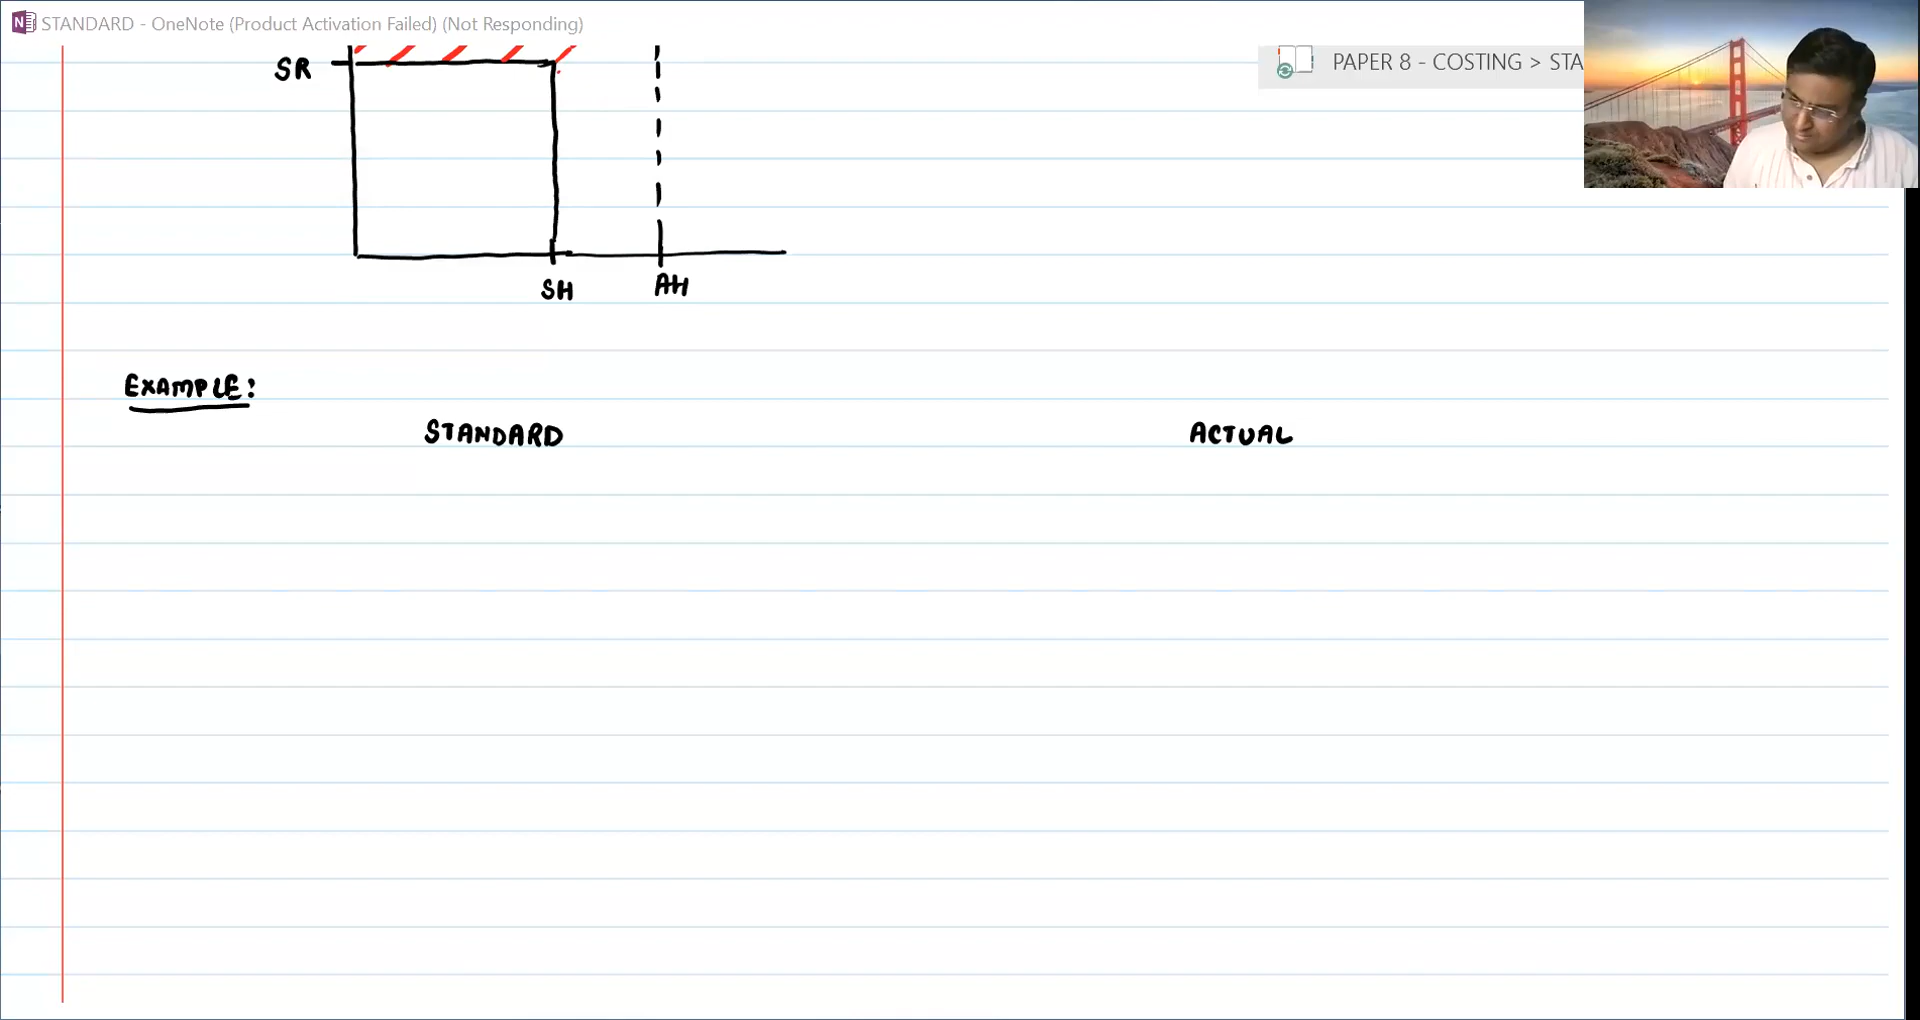 STANDARD - OneNote (Product Activation Failed) (Not Responding)
PAPER 8 - COSTING > STA
SR
SH AH
EXAMPLE:
STANDARD ACTUAL